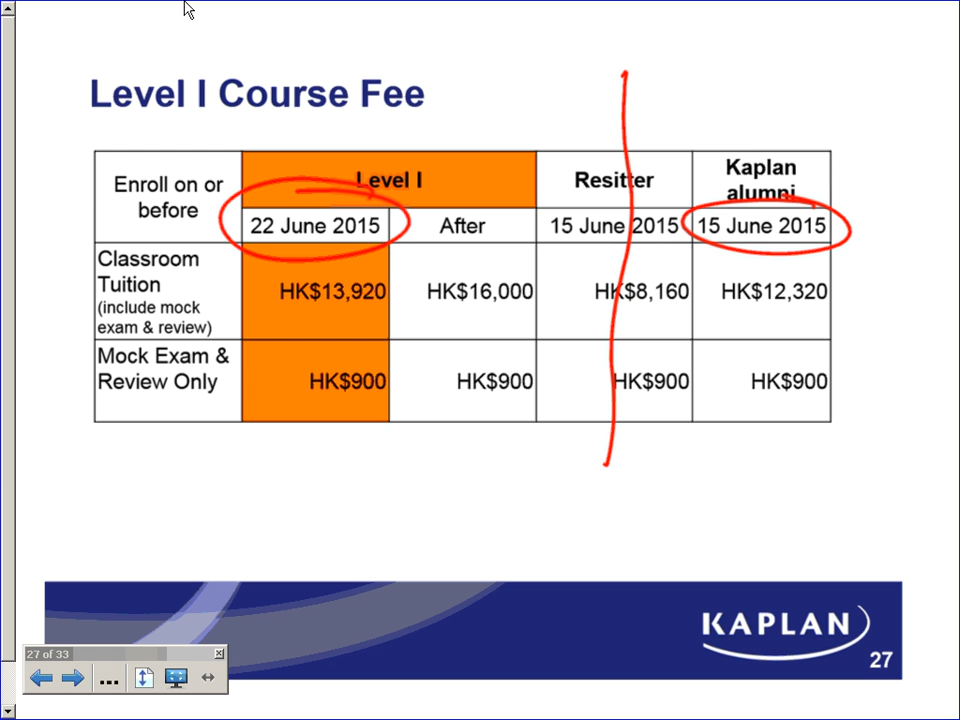 Level I Course Fee
Enroll on or
before
Level I
Resitter
Kaplan
alumni
22 June 2015
After
15 June 2015
15 June 2015
Classroom
Tuition
(include mock
exam & review)
HK$13,920
HK$16,000
HK$8,160
HK$12,320
Mock Exam &
Review Only
HK$900
HK$900
HK$900
HK$900
KAPLAN
27
27 of 33
...